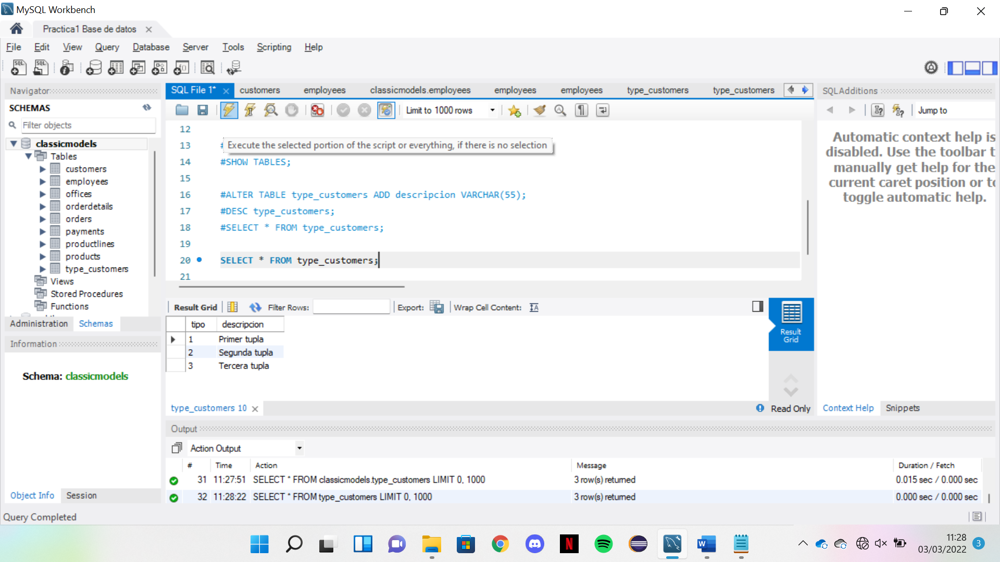 MySQL Workbench
Practica1 Base de datos
File Edit View Query Database Server Tools Scripting Help
Navigator
SCHEMAS
Filter objects
classicmodels
Tables
customers
employees
offices
orderdetails
orders
payments
productlines
products
type_customers
Views
Stored Procedures
Functions
Administration Schemas
Information
Schema: classicmodels
Object Info Session
SQL File 1* customers employees classicmodels.employees employees employees type_customers type_customers
Limit to 1000 rows
12
13 #
Execute the selected portion of the script or everything, if there is no selection
14 #SHOW TABLES;
15
16 #ALTER TABLE type_customers ADD descripcion VARCHAR(55);
17 #DESC type_customers;
18 #SELECT * FROM type_customers;
19
20 SELECT * FROM type_customers;
21
Result Grid Filter Rows: Export: Wrap Cell Content:
tipo descripcion
1 Primer tupla
2 Segunda tupla
3 Tercera tupla
Result
Grid
type_customers 10
Read Only
SQLAdditions
Jump to
Automatic context help is
disabled. Use the toolbar t
manually get help for the
current caret position or to
toggle automatic help.
Context Help Snippets
Output
Action Output
# Time Action Message Duration / Fetch
31 11:27:51 SELECT * FROM classicmodels.type_customers LIMIT 0, 1000 3 row(s) returned 0.015 sec / 0.000 sec
32 11:28:22 SELECT * FROM type_customers LIMIT 0, 1000 3 row(s) returned 0.000 sec / 0.000 sec
Query Completed
11:28
03/03/2022
3